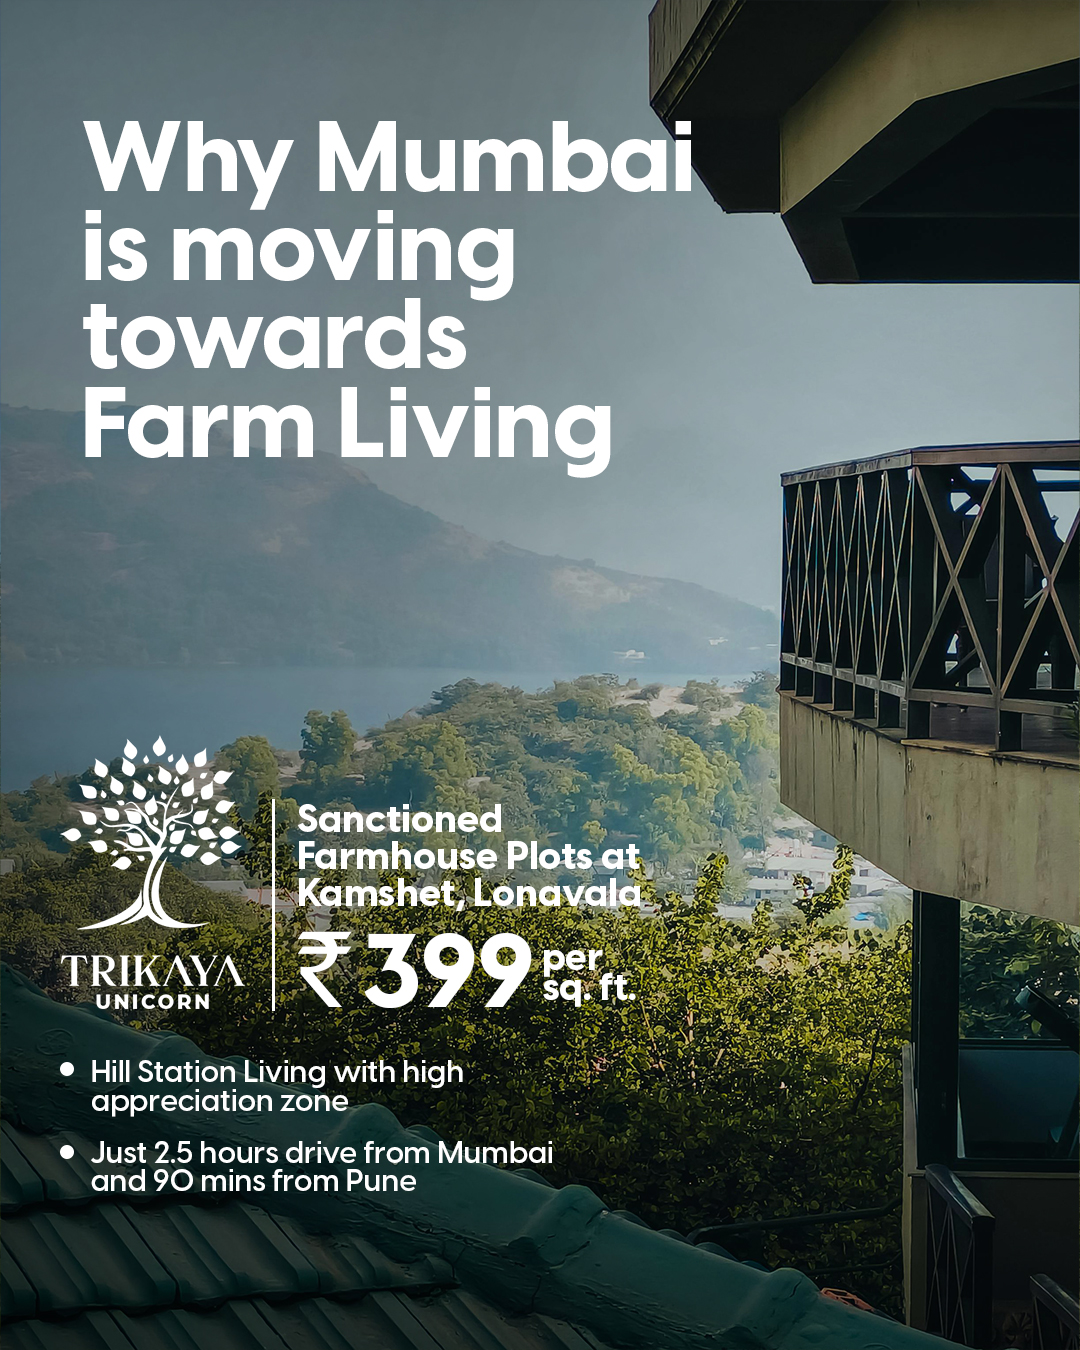 Why Mumbai
is moving
towards
Farm Living
TRIKAYA
UNICORN
Sanctioned
Farmhouse Plots at
Kamshet, Lonavala
₹399 per
sq. ft.
• Hill Station Living with high
appreciation zone
• Just 2.5 hours drive from Mumbai
and 90 mins from Pune